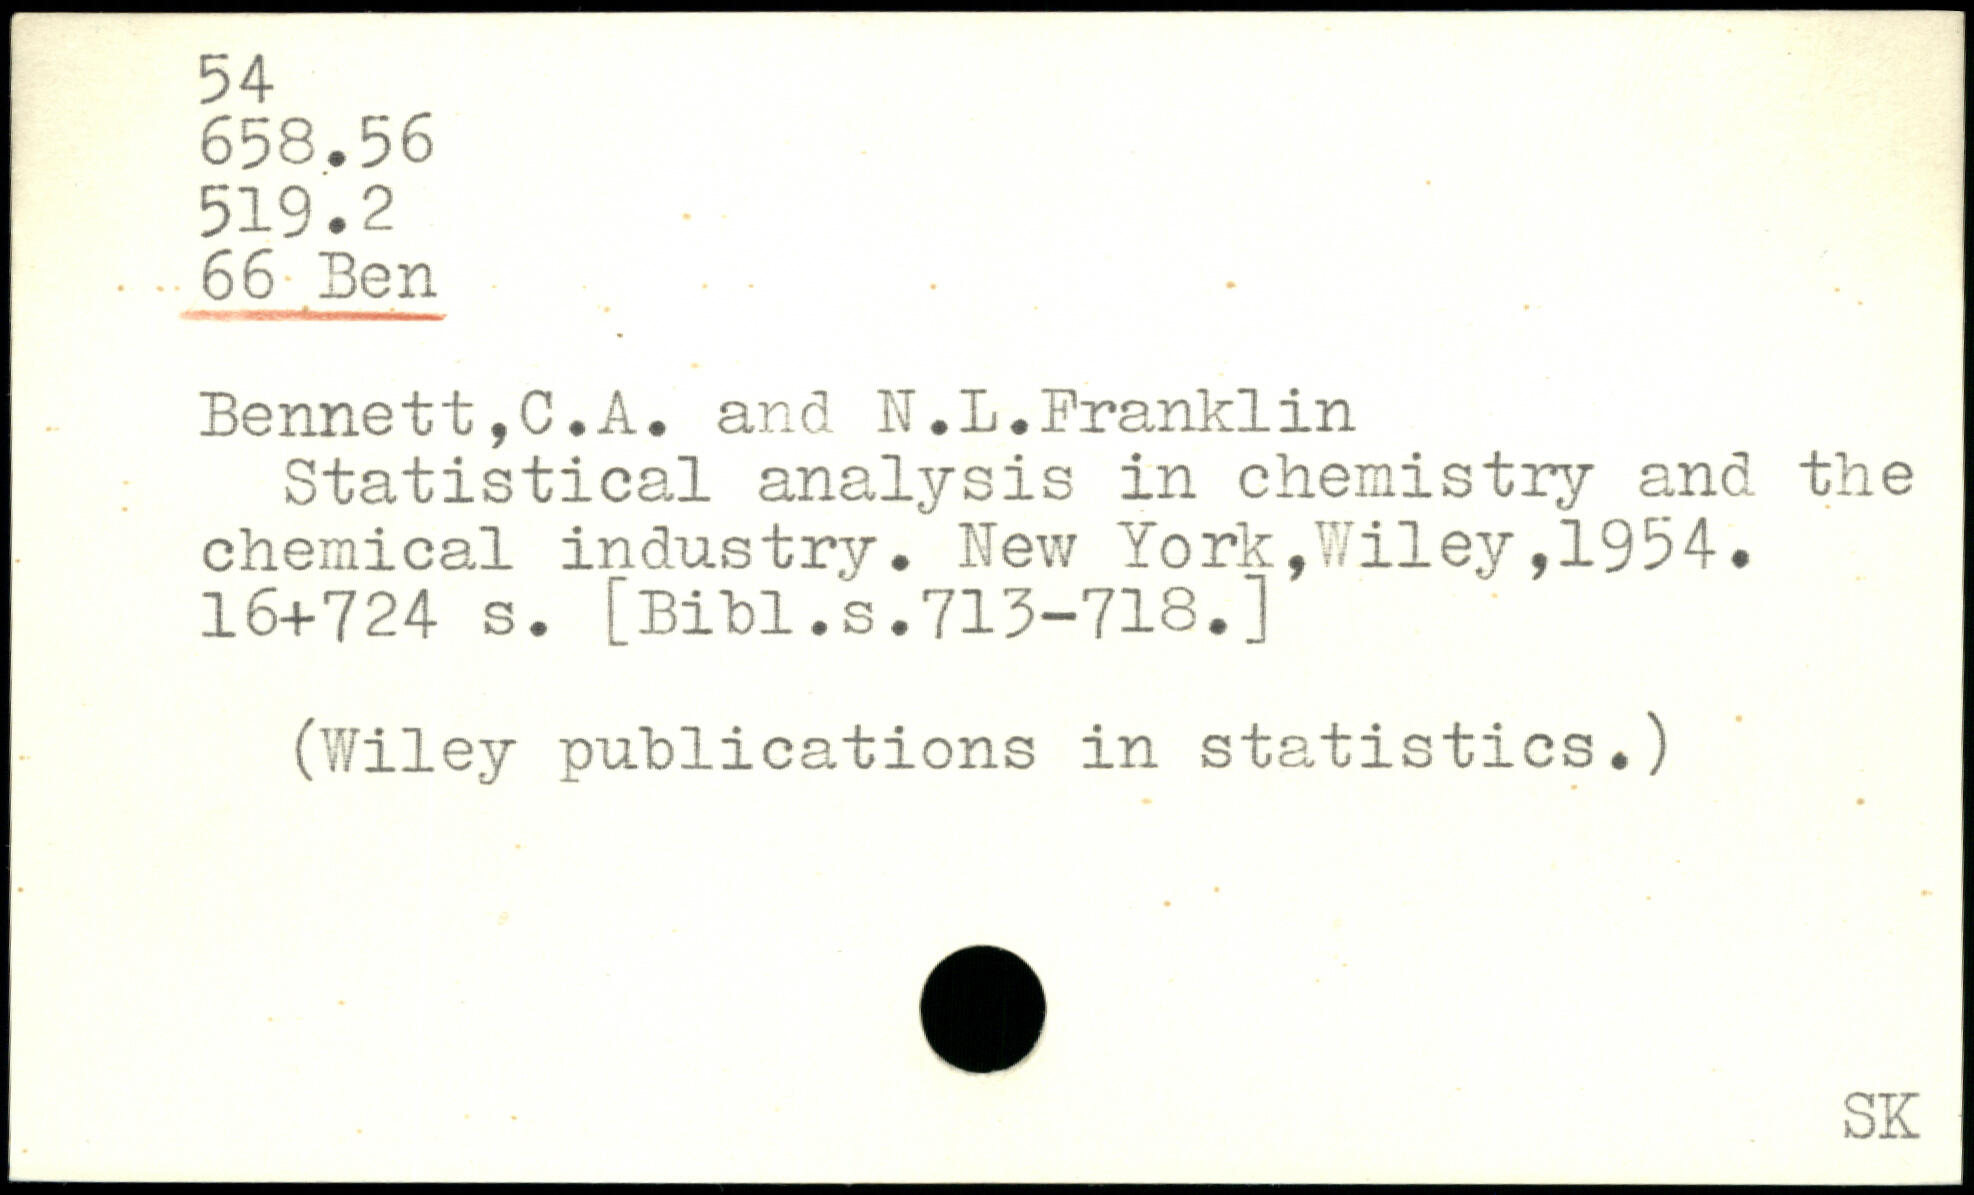 54
658.56
519.2
66 Ben
Bennett,C.A. and N.L.Franklin
Statistical analysis in chemistry and the
chemical industry. New York,Wiley,1954.
16+724 s. [Bibl.s.713-718.]
(Wiley publications in statistics.)
SK